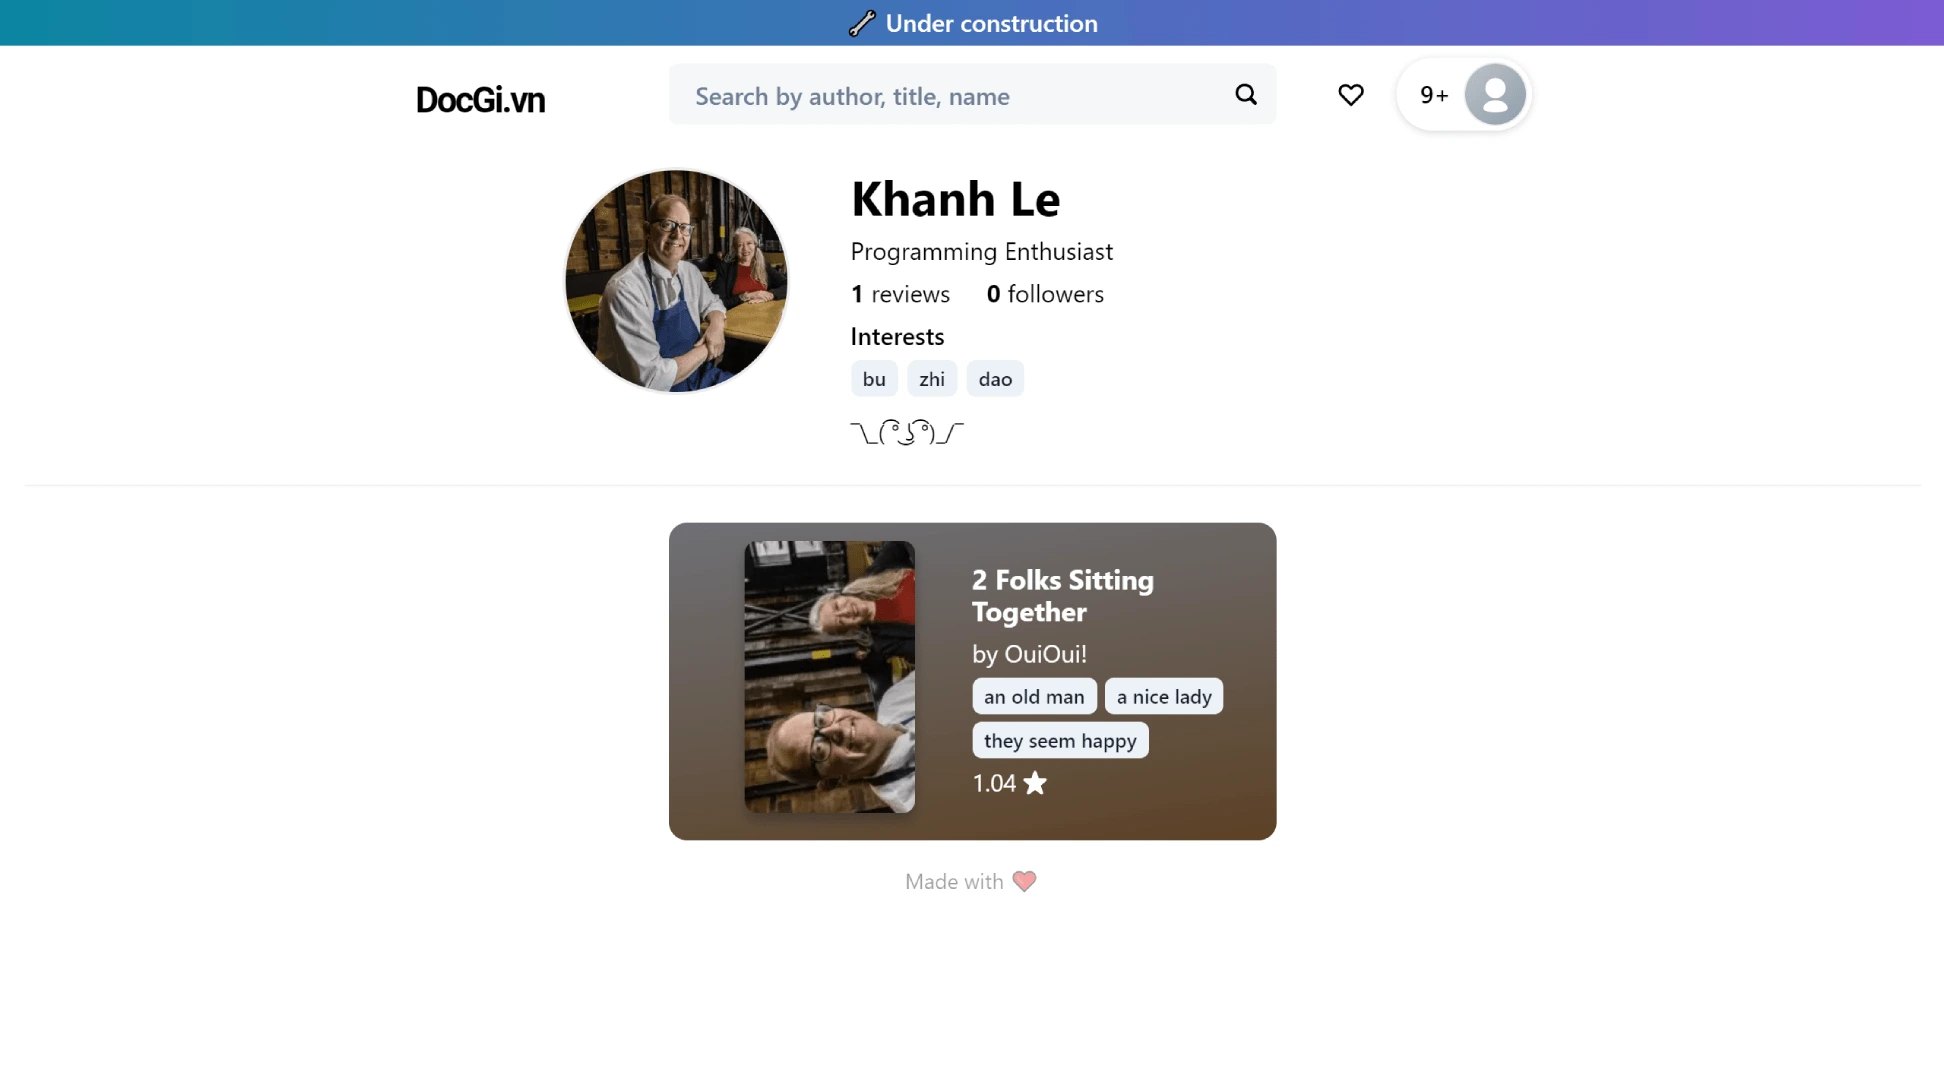 Under construction
DocGi.vn
Search by author, title, name
9+
Khanh Le
Programming Enthusiast
1 reviews 0 followers
Interests
bu zhi dao
¯\_( ͡° ͜ʖ ͡°)_/¯
2 Folks Sitting
Together
by OuiOui!
an old man a nice lady
they seem happy
1.04 ★
Made with ❤